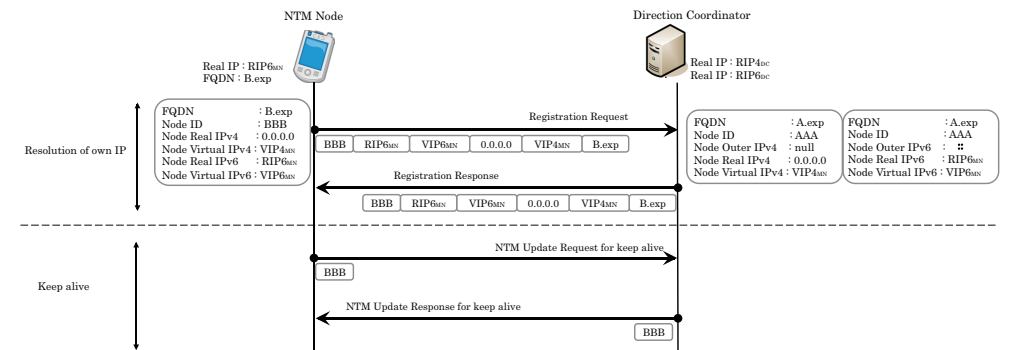 NTM Node
Direction Coordinator
Real IP : RIP6MN
FQDN : B.exp
Real IP : RIP4DC
Real IP : RIP6DC
Resolution of own IP
FQDN : B.exp
Node ID : BBB
Node Real IPv4 : 0.0.0.0
Node Virtual IPv4 : VIP4MN
Node Real IPv6 : RIP6MN
Node Virtual IPv6 : VIP6MN
Registration Request
BBB RIP6MN VIP6MN 0.0.0.0 VIP4MN B.exp
Registration Response
BBB RIP6MN VIP6MN 0.0.0.0 VIP4MN B.exp
FQDN : A.exp
Node ID : AAA
Node Outer IPv4 : null
Node Real IPv4 : 0.0.0.0
Node Virtual IPv4 : VIP4MN
FQDN : A.exp
Node ID : AAA
Node Outer IPv6 : ::
Node Real IPv6 : RIP6MN
Node Virtual IPv6 : VIP6MN
Keep alive
NTM Update Request for keep alive
BBB
NTM Update Response for keep alive
BBB